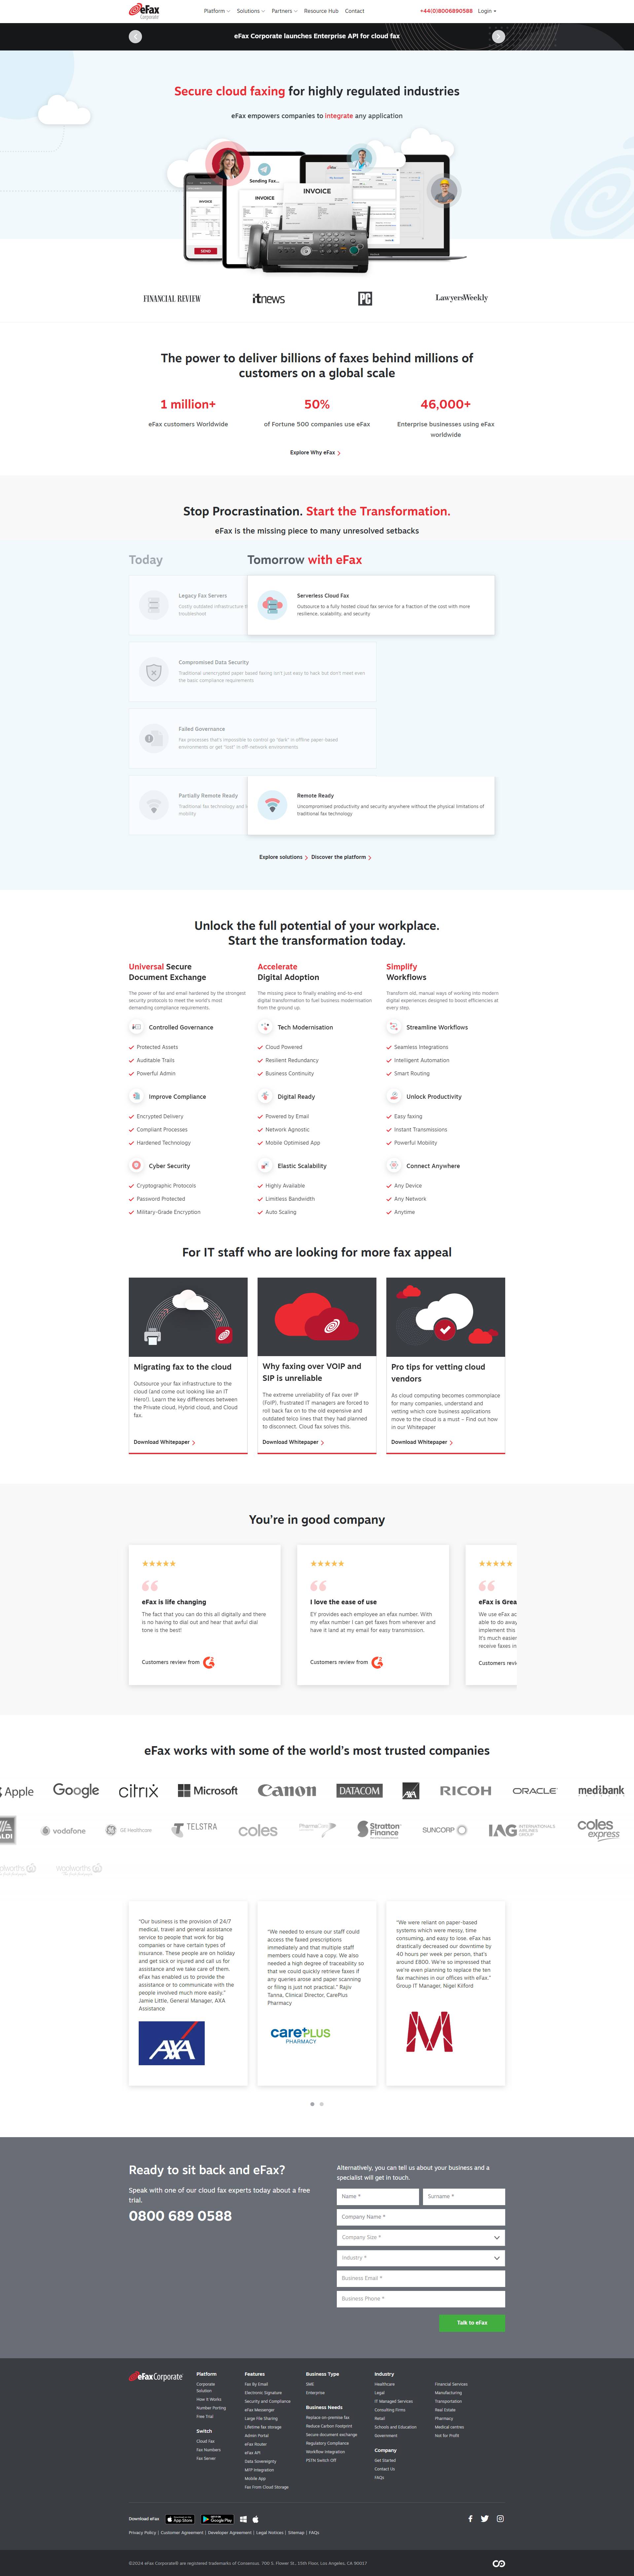 eFax
Corporate
Platform
Solutions
Partners
Resource Hub
Contact
+44(0)8006890588
Login
eFax Corporate launches Enterprise API for cloud fax
Secure cloud faxing for highly regulated industries
eFax empowers companies to integrate any application
Sending Fax...
INVOICE
INVOICE
SEND
FINANCIAL REVIEW
itnews
PC
LawyersWeekly
The power to deliver billions of faxes behind millions of
customers on a global scale
1 million+
eFax customers Worldwide
50%
of Fortune 500 companies use eFax
46,000+
Enterprise businesses using eFax
worldwide
Explore Why eFax
Stop Procrastination. Start the Transformation.
eFax is the missing piece to many unresolved setbacks
Today
Tomorrow with eFax
Legacy Fax Servers
Costly outdated infrastructure
troubleshoot
Serverless Cloud Fax
Outsource to a fully hosted cloud fax service for a fraction of the cost with more
resilience, scalability, and security
Compromised Data Security
Traditional unencrypted paper based faxing isn't just easy to hack but don't meet even
the basic compliance requirements
Failed Governance
Fax processes that's impossible to control go "dark" in offline paper-based
environments or get "lost" in off-network environments
Partially Remote Ready
Traditional fax technology and
mobility
Remote Ready
Uncompromised productivity and security anywhere without the physical limitations of
traditional fax technology
Explore solutions
Discover the platform
Unlock the full potential of your workplace.
Start the transformation today.
Universal Secure
Document Exchange
The power of fax and email hardened by the strongest
security protocols to meet the world's most
demanding compliance requirements.
Controlled Governance
Protected Assets
Auditable Trails
Powerful Admin
Improve Compliance
Encrypted Delivery
Compliant Processes
Hardened Technology
Cyber Security
Cryptographic Protocols
Password Protected
Military-Grade Encryption
Accelerate
Digital Adoption
The missing piece to finally enabling end-to-end
digital transformation to fuel business modernisation
from the ground up.
Tech Modernisation
Cloud Powered
Resilient Redundancy
Business Continuity
Digital Ready
Powered by Email
Network Agnostic
Mobile Optimised App
Elastic Scalability
Highly Available
Limitless Bandwidth
Auto Scaling
Simplify
Workflows
Transform old, manual ways of working into modern
digital experiences designed to boost efficiencies at
every step.
Streamline Workflows
Seamless Integrations
Intelligent Automation
Smart Routing
Unlock Productivity
Easy faxing
Instant Transmissions
Powerful Mobility
Connect Anywhere
Any Device
Any Network
Anytime
For IT staff who are looking for more fax appeal
Migrating fax to the cloud
Outsource your fax infrastructure to the
cloud (and come out looking like an IT
Hero!). Learn the key differences between
the Private cloud, Hybrid cloud, and Cloud
fax.
Download Whitepaper
Why faxing over VOIP and
SIP is unreliable
The extreme unreliability of Fax over IP
(FoIP), frustrated IT managers are forced to
roll back fax on to the old expensive and
outdated telco lines that they had planned
to disconnect. Cloud fax solves this.
Download Whitepaper
Pro tips for vetting cloud
vendors
As cloud computing becomes commonplace
for many companies, understand and
vetting which core business applications
move to the cloud is a must – Find out how
in our Whitepaper
Download Whitepaper
You're in good company
eFax is life changing
The fact that you can do this all digitally and there
is no having to dial out and hear that awful dial
tone is the best!
Customers review from
I love the ease of use
EY provides each employee an efax number. With
my efax number I can get faxes from wherever and
have it land at my email for easy transmission.
Customers review from
eFax is Grea
We use eFax ac
able to do away
implement this
It's much easier
receive faxes in
Customers revi
eFax works with some of the world's most trusted companies
Apple
Google
citrix
Microsoft
Canon
DATACOM
AXA
RICOH
ORACLE
medibank
ALDI
vodafone
GE Healthcare
TELSTRA
coles
Stratton
Finance
SUNCORP
IAG INTERNATIONAL
AIRLINES
GROUP
coles
express
woolworths
woolworths
"Our business is the provision of 24/7
medical, travel and general assistance
service to people that work for big
companies or have certain types of
insurance. These people are on holiday
and get sick or injured and call us for
assistance and we take care of them.
eFax has enabled us to provide the
assistance or to communicate with the
people involved much more easily."
Jamie Little, General Manager, AXA
Assistance
AXA
"We needed to ensure our staff could
access the faxed prescriptions
immediately and that multiple staff
members could have a copy. We also
needed a high degree of traceability so
that we could quickly retrieve faxes if
any queries arose and paper scanning
or filing is just not practical." Rajiv
Tanna, Clinical Director, CarePlus
Pharmacy
carePLUS
PHARMACY
"We were reliant on paper-based
systems which were messy, time
consuming, and easy to lose. eFax has
drastically decreased our downtime by
40 hours per week per person, that's
around £800. We're so impressed that
we're even planning to replace the ten
fax machines in our offices with eFax."
Group IT Manager, Nigel Kilford
Ready to sit back and eFax?
Speak with one of our cloud fax experts today about a free
trial.
0800 689 0588
Alternatively, you can tell us about your business and a
specialist will get in touch.
Name *
Surname *
Company Name *
Company Size *
Industry *
Business Email *
Business Phone *
Talk to eFax
eFax Corporate
Platform
Corporate
Solution
How it Works
Number Porting
Free Trial
Switch
Cloud Fax
Fax Numbers
Fax Server
Features
Fax By Email
Electronic Signature
Security and Compliance
eFax Messenger
Large File Sharing
Lifetime fax storage
Admin Portal
eFax Router
eFax API
Data Sovereignty
MFP Integration
Mobile App
Fax From Cloud Storage
Business Type
SMB
Enterprise
Business Needs
Replace on-premise fax
Reduce Carbon Footprint
Secure document exchange
Regulatory Compliance
Workflow Integration
PSTN Switch Off
Industry
Healthcare
Legal
IT Managed Services
Consulting Firms
Retail
Schools and Education
Government
Company
Get Started
Contact Us
FAQs
Financial Services
Manufacturing
Transportation
Real Estate
Pharmacy
Medical centres
Not for Profit
Download eFax
App Store
Google Play
Privacy Policy | Customer Agreement | Developer Agreement | Legal Notices | Sitemap | FAQs
©2024 eFax Corporate® are registered trademarks of Consensus. 700 S. Flower St., 15th Floor, Los Angeles, CA 90017